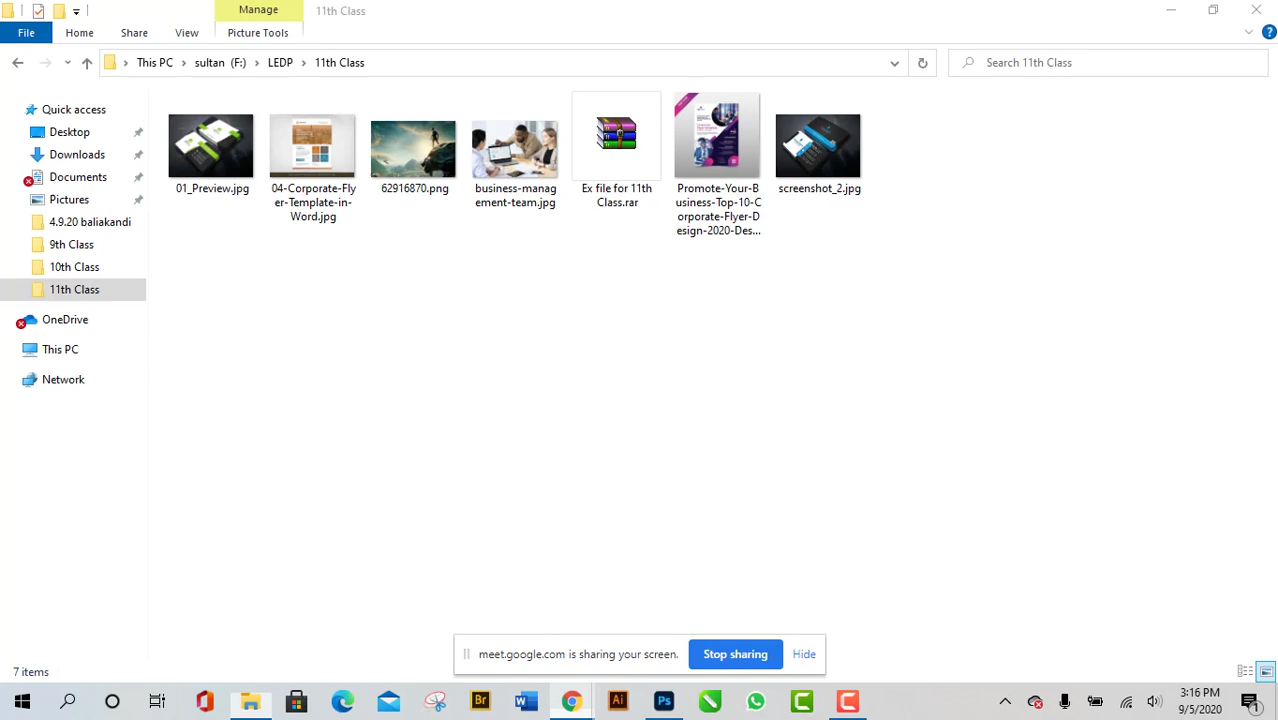 Manage
11th Class
File
Home
Share
View
Picture Tools
This PC
sultan (F:)
LEDP
11th Class
Search 11th Class
Quick access
Desktop
Downloads
Documents
Pictures
4.9.20 baliakandi
9th Class
10th Class
11th Class
OneDrive
This PC
Network
01_Preview.jpg
04-Corporate-Fly
er-Template-in-
Word.jpg
62916870.png
business-manag
ement-team.jpg
Ex file for 11th
Class.rar
Promote-Your-B
usiness-Top-10-C
orporate-Flyer-D
esign-2020-Des...
screenshot_2.jpg
meet.google.com is sharing your screen.
Stop sharing
Hide
7 items
Br
W
Ai
Ps
C
C
3:16 PM
9/5/2020
1